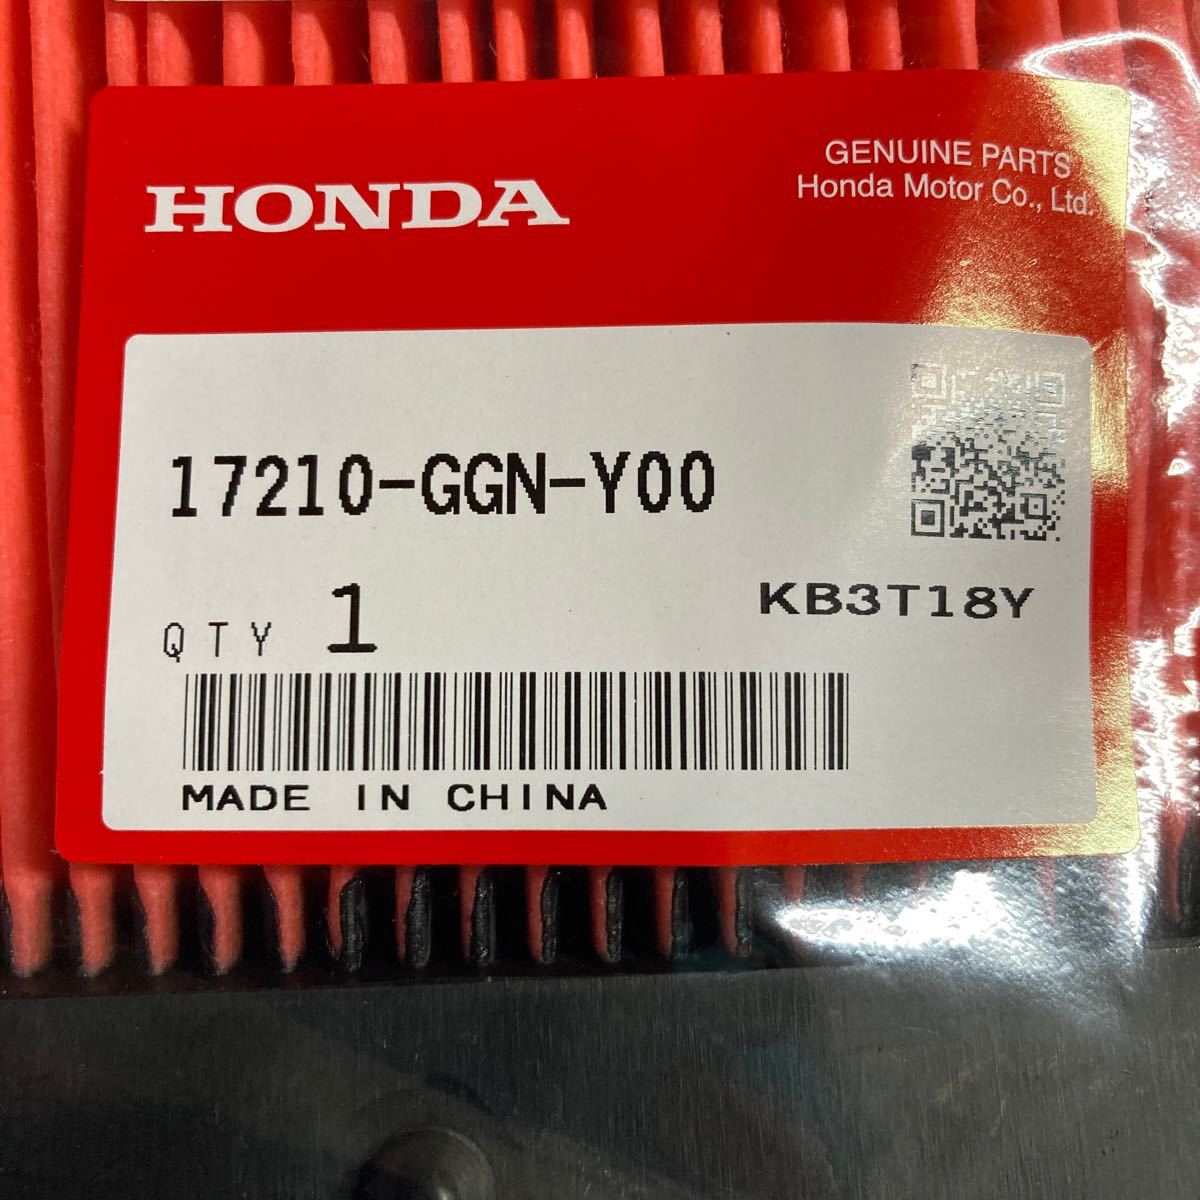 HONDA
GENUINE PARTS
Honda Motor Co., Ltd.
17210-GGN-Y00
QTY 1
KB3T18Y
MADE IN CHINA